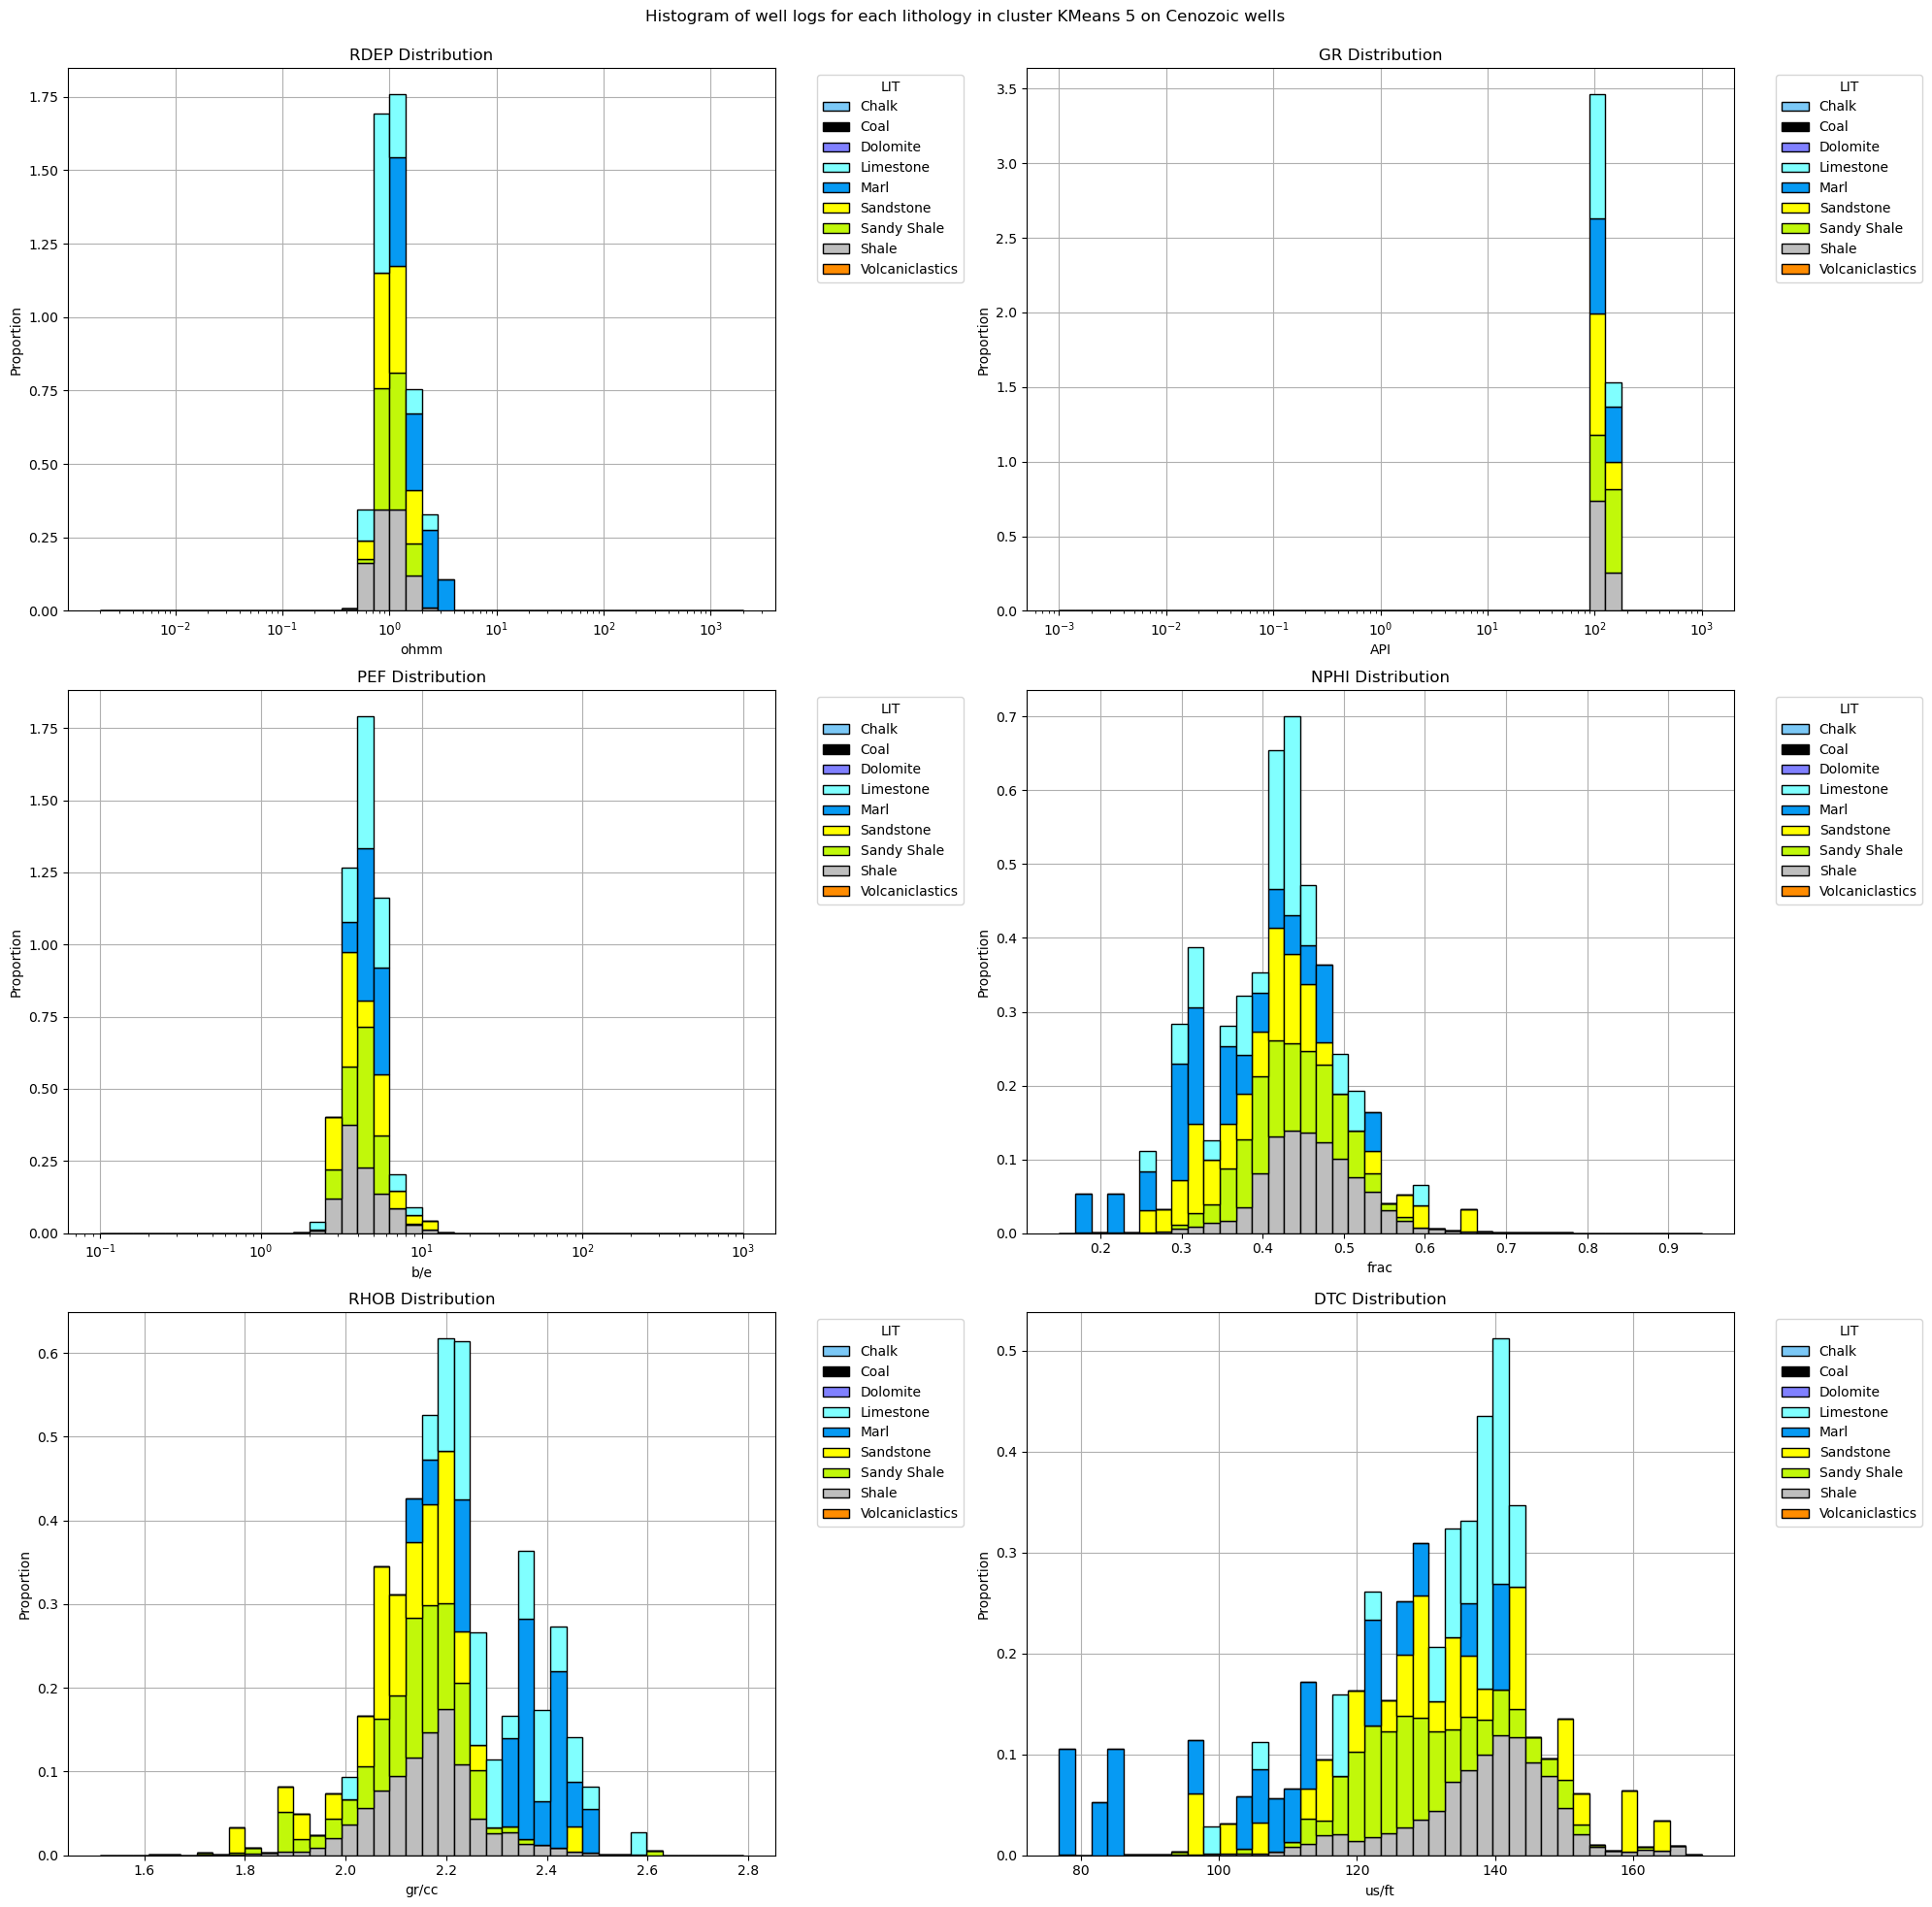 Histogram of well logs for each lithology in cluster KMeans 5 on Cenozoic wells
RDEP Distribution
Proportion
1.75
1.50
1.25
1.00
0.75
0.50
0.25
0.00
10⁻² 10⁻¹ 10⁰ 10¹ 10² 10³
ohmm
LIT
Chalk
Coal
Dolomite
Limestone
Marl
Sandstone
Sandy Shale
Shale
Volcaniclastics
GR Distribution
Proportion
3.5
3.0
2.5
2.0
1.5
1.0
0.5
0.0
10⁻³ 10⁻² 10⁻¹ 10⁰ 10¹ 10² 10³
API
LIT
Chalk
Coal
Dolomite
Limestone
Marl
Sandstone
Sandy Shale
Shale
Volcaniclastics
PEF Distribution
Proportion
1.75
1.50
1.25
1.00
0.75
0.50
0.25
0.00
10⁻¹ 10⁰ 10¹ 10² 10³
b/e
LIT
Chalk
Coal
Dolomite
Limestone
Marl
Sandstone
Sandy Shale
Shale
Volcaniclastics
NPHI Distribution
Proportion
0.7
0.6
0.5
0.4
0.3
0.2
0.1
0.0
0.2 0.3 0.4 0.5 0.6 0.7 0.8 0.9
frac
LIT
Chalk
Coal
Dolomite
Limestone
Marl
Sandstone
Sandy Shale
Shale
Volcaniclastics
RHOB Distribution
Proportion
0.6
0.5
0.4
0.3
0.2
0.1
0.0
1.6 1.8 2.0 2.2 2.4 2.6 2.8
gr/cc
LIT
Chalk
Coal
Dolomite
Limestone
Marl
Sandstone
Sandy Shale
Shale
Volcaniclastics
DTC Distribution
Proportion
0.5
0.4
0.3
0.2
0.1
0.0
80 100 120 140 160
us/ft
LIT
Chalk
Coal
Dolomite
Limestone
Marl
Sandstone
Sandy Shale
Shale
Volcaniclastics